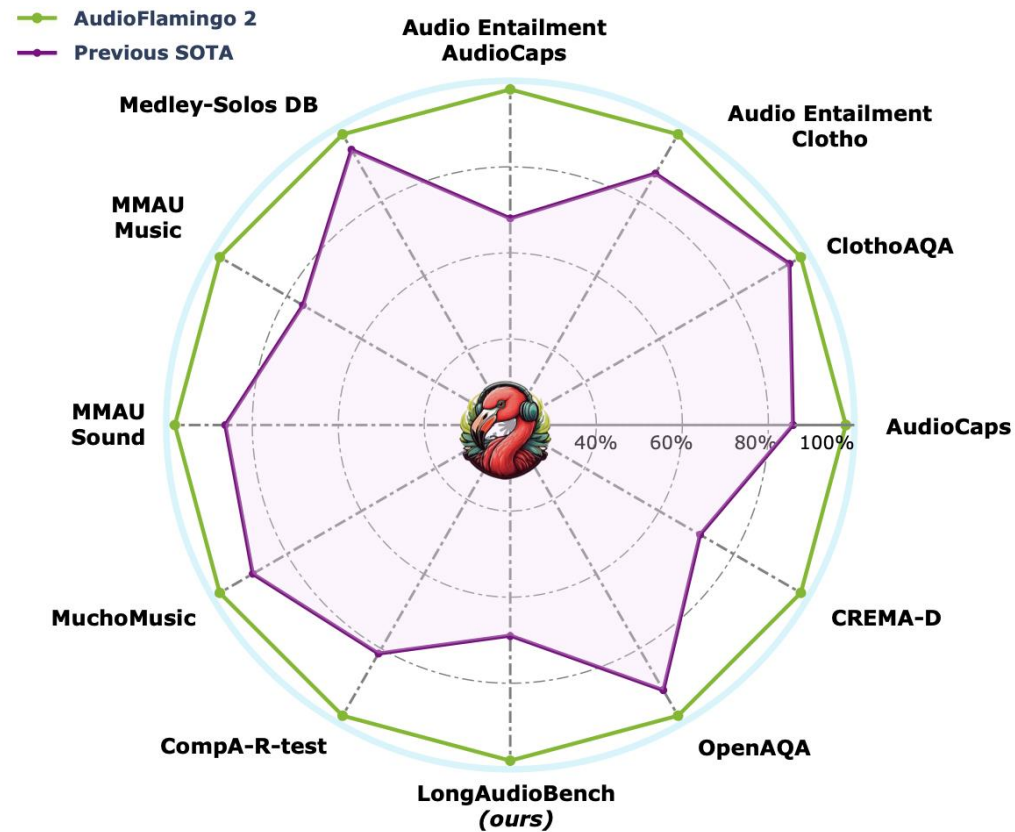 AudioFlamingo 2
Previous SOTA
Audio Entailment
AudioCaps
Medley-Solos DB
Audio Entailment
Clotho
MMAU
Music
ClothoAQA
MMAU
Sound
40% 60% 80% 100%
AudioCaps
MuchoMusic
CREMA-D
CompA-R-test
OpenAQA
LongAudioBench
(ours)